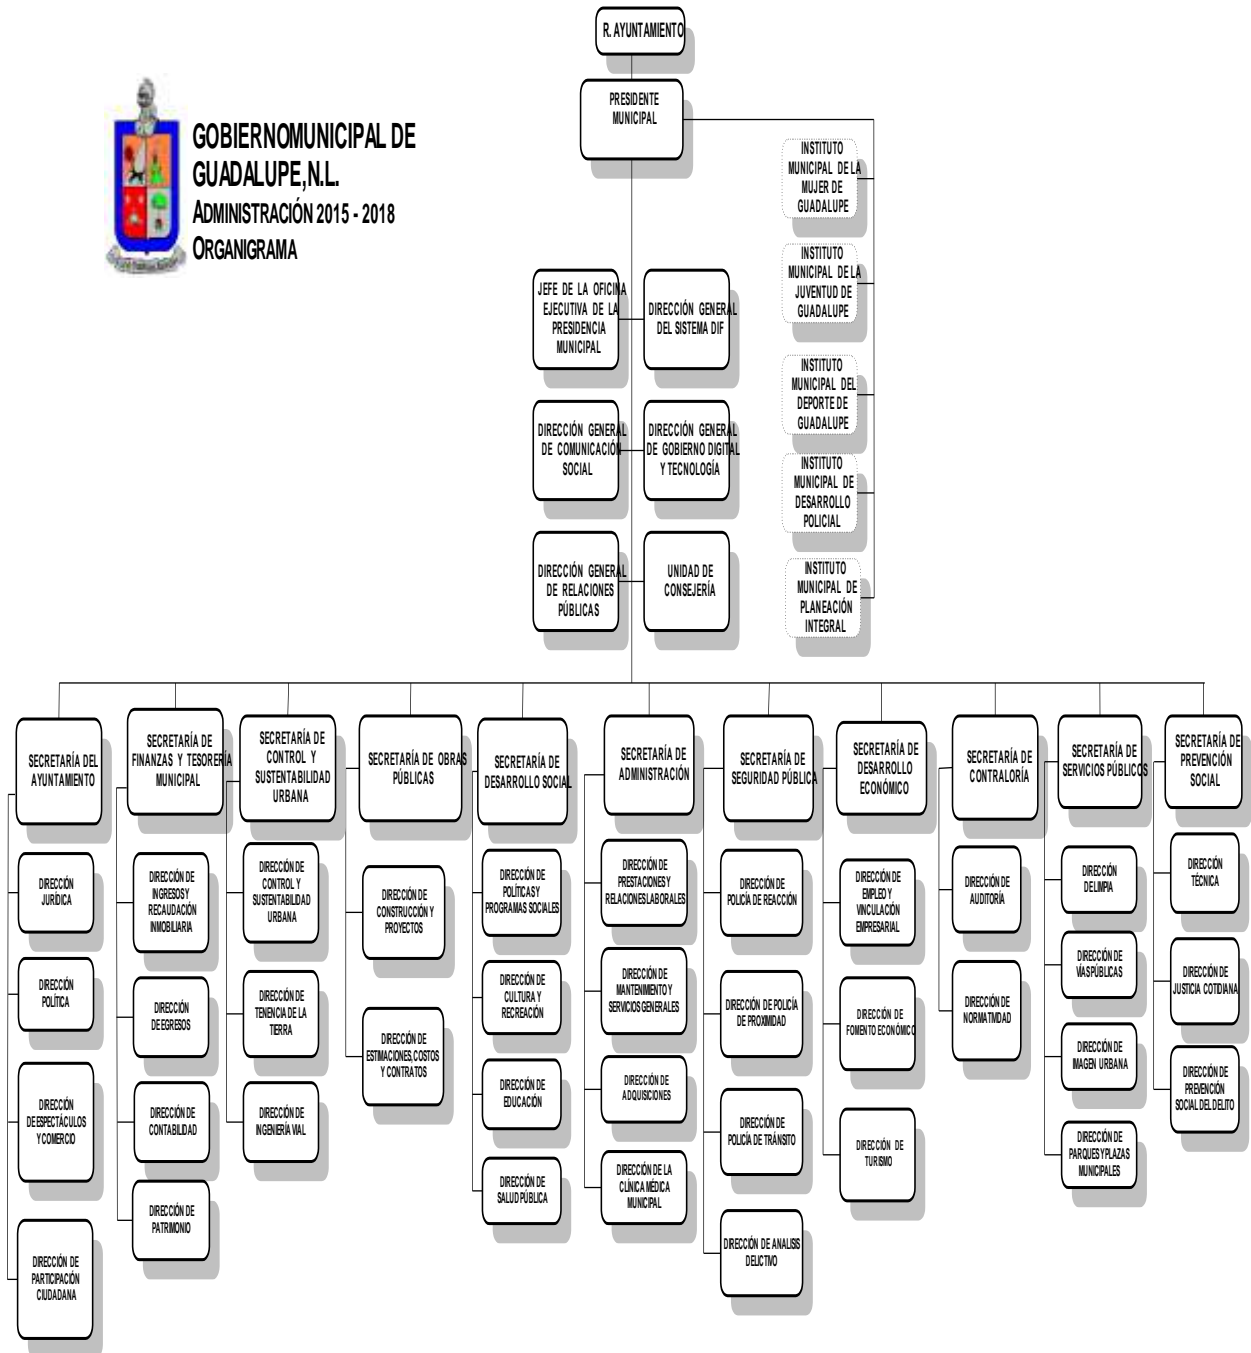 R. AYUNTAMIENTO
PRESIDENTE
MUNICIPAL
GOBIERNOMUNICIPAL DE
GUADALUPE, N.L.
ADMINISTRACIÓN 2015 - 2018
ORGANIGRAMA
INSTITUTO
MUNICIPAL DE LA
MUJER DE
GUADALUPE
INSTITUTO
MUNICIPAL DE LA
JUVENTUD DE
GUADALUPE
INSTITUTO
MUNICIPAL DEL
DEPORTE DE
GUADALUPE
INSTITUTO
MUNICIPAL DE
DESARROLLO
POLICIAL
INSTITUTO
MUNICIPAL DE
PLANEACIÓN
INTEGRAL
JEFE DE LA OFICINA
EJECUTIVA DE LA
PRESIDENCIA
MUNICIPAL
DIRECCIÓN GENERAL
DEL SISTEMA DIF
DIRECCIÓN GENERAL
DE COMUNICACIÓN
SOCIAL
DIRECCIÓN GENERAL
DE GOBIERNO DIGITAL
Y TECNOLOGÍA
DIRECCIÓN GENERAL
DE RELACIONES
PÚBLICAS
UNIDAD DE
CONSEJERÍA
SECRETARÍA DEL
AYUNTAMIENTO
DIRECCIÓN
JURÍDICA
DIRECCIÓN
POLÍTICA
DIRECCIÓN
DE ESPECTÁCULOS
Y COMERCIO
DIRECCIÓN DE
PARTICIPACIÓN
CIUDADANA
SECRETARÍA DE
FINANZAS Y TESORERÍA
MUNICIPAL
DIRECCIÓN DE
INGRESOS Y
RECAUDACIÓN
INMOBILIARIA
DIRECCIÓN
DE EGRESOS
DIRECCIÓN DE
CONTABILIDAD
DIRECCIÓN DE
PATRIMONIO
SECRETARÍA DE
CONTROL Y
SUSTENTABILIDAD
URBANA
DIRECCIÓN DE
CONTROL Y
SUSTENTABILIDAD
URBANA
DIRECCIÓN DE
TENENCIA DE LA
TIERRA
DIRECCIÓN DE
INGENIERÍA VIAL
SECRETARÍA DE OBRAS
PÚBLICAS
DIRECCIÓN DE
CONSTRUCCIÓN Y
PROYECTOS
DIRECCIÓN DE
ESTIMACIONES, COSTOS
Y CONTRATOS
SECRETARÍA DE
DESARROLLO SOCIAL
DIRECCIÓN DE
POLÍTICAS Y
PROGRAMAS SOCIALES
DIRECCIÓN DE
CULTURA Y
RECREACIÓN
DIRECCIÓN DE
EDUCACIÓN
DIRECCIÓN DE
SALUD PÚBLICA
SECRETARÍA DE
ADMINISTRACIÓN
DIRECCIÓN DE
PRESTACIONES Y
RELACIONES LABORALES
DIRECCIÓN DE
MANTENIMIENTO Y
SERVICIOS GENERALES
DIRECCIÓN DE
ADQUISICIONES
DIRECCIÓN DE LA
CLÍNICA MÉDICA
MUNICIPAL
SECRETARÍA DE
SEGURIDAD PÚBLICA
DIRECCIÓN DE
POLICÍA DE REACCIÓN
DIRECCIÓN DE POLICÍA
DE PROXIMIDAD
DIRECCIÓN DE
POLICÍA DE TRÁNSITO
DIRECCIÓN DE ANALISIS
DELICTIVO
SECRETARÍA DE
DESARROLLO
ECONÓMICO
DIRECCIÓN DE
EMPLEO Y
VINCULACIÓN
EMPRESARIAL
DIRECCIÓN DE
FOMENTO ECONÓMICO
DIRECCIÓN DE
TURISMO
SECRETARÍA DE
CONTRALORÍA
DIRECCIÓN DE
AUDITORÍA
DIRECCIÓN DE
NORMATIVIDAD
SECRETARÍA DE
SERVICIOS PÚBLICOS
DIRECCIÓN
DE LIMPIA
DIRECCIÓN DE
VÍAS PÚBLICAS
DIRECCIÓN DE
IMAGEN URBANA
DIRECCIÓN DE
PARQUES Y PLAZAS
MUNICIPALES
SECRETARÍA DE
PREVENCIÓN
SOCIAL
DIRECCIÓN
TÉCNICA
DIRECCIÓN DE
JUSTICIA COTIDIANA
DIRECCIÓN DE
PREVENCIÓN
SOCIAL DEL DELITO